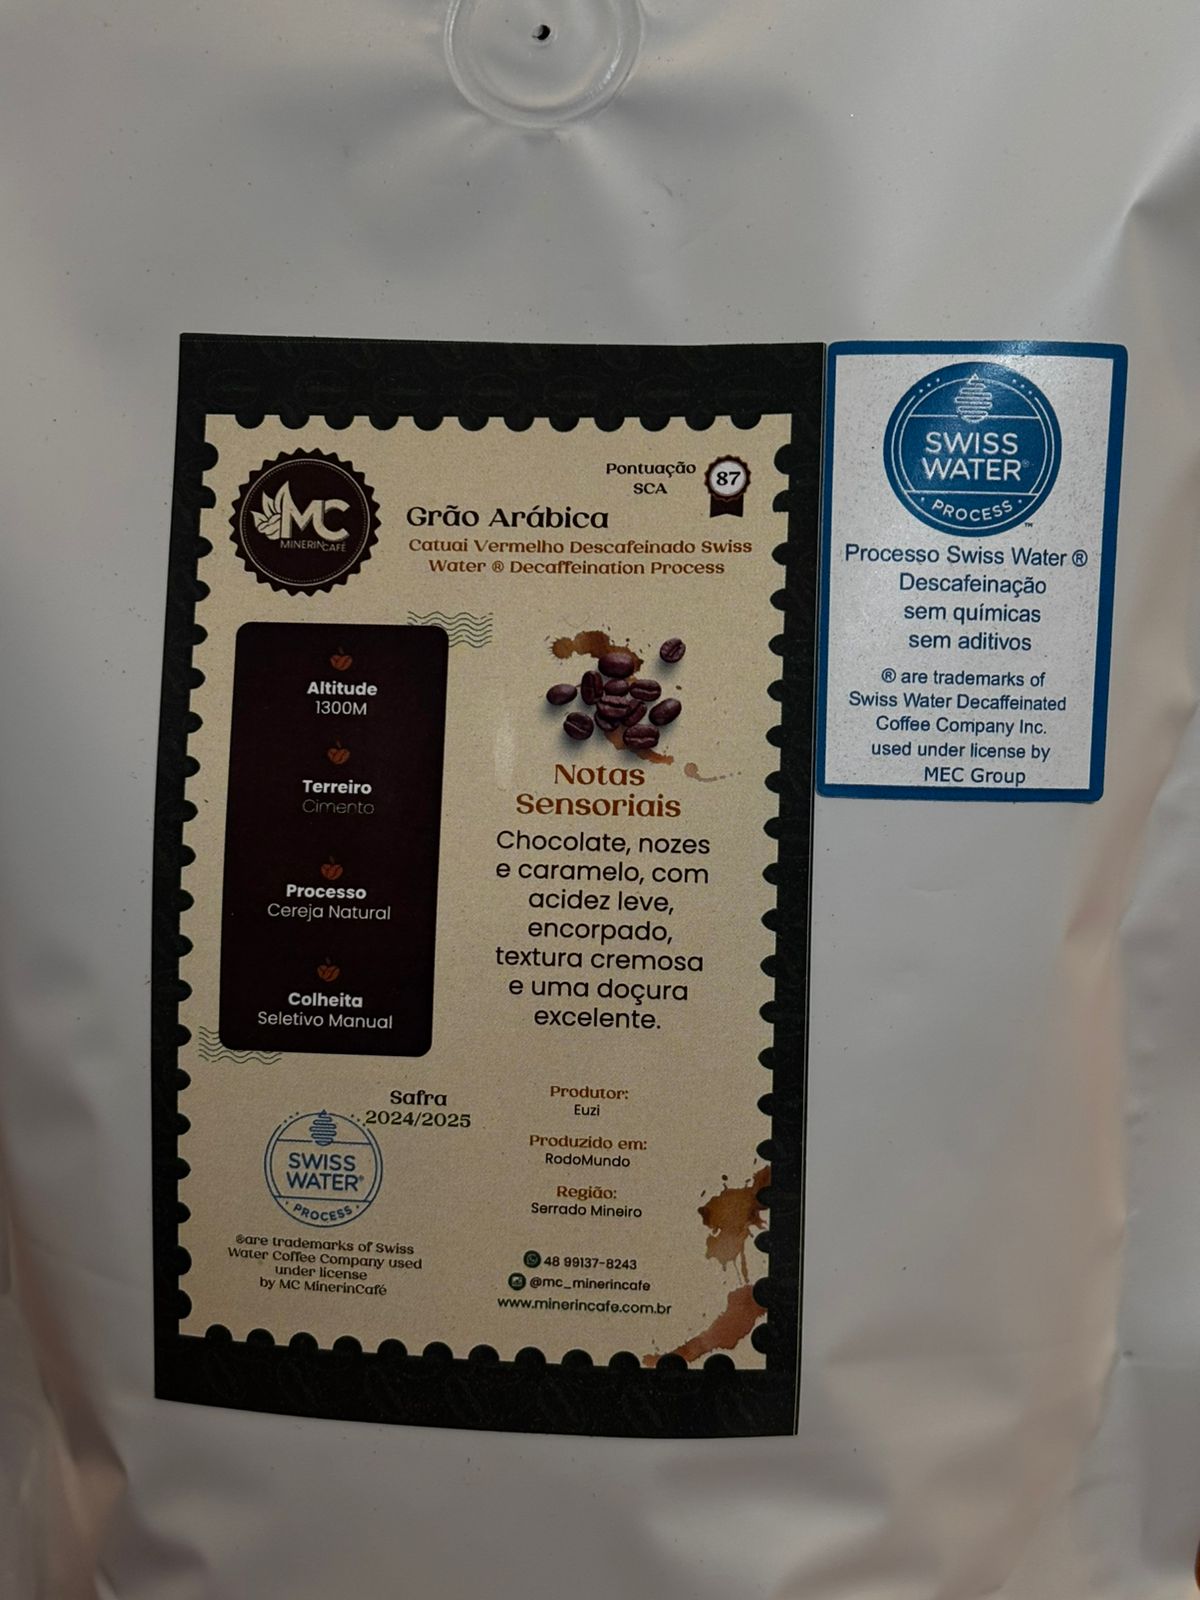 Pontuação
SCA
87
MC
MINERINCAFÉ
Grão Arábica
Catuai Vermelho Descafeinado Swiss
Water ® Decaffeination Process
Altitude
1300M
Terreiro
Cimento
Processo
Cereja Natural
Colheita
Seletivo Manual
Notas
Sensoriais
Chocolate, nozes
e caramelo, com
acidez leve,
encorpado,
textura cremosa
e uma doçura
excelente.
Safra
2024/2025
SWISS
WATER®
PROCESS
®are trademarks of Swiss
Water Coffee Company used
under license
by MC MinerinCafé
Produtor:
Euzi
Produzido em:
RodoMundo
Região:
Serrado Mineiro
48 99137-8243
@mc_minerincafe
www.minerincafe.com.br
SWISS
WATER®
PROCESS
™
Processo Swiss Water ®
Descafeinação
sem químicas
sem aditivos
® are trademarks of
Swiss Water Decaffeinated
Coffee Company Inc.
used under license by
MEC Group